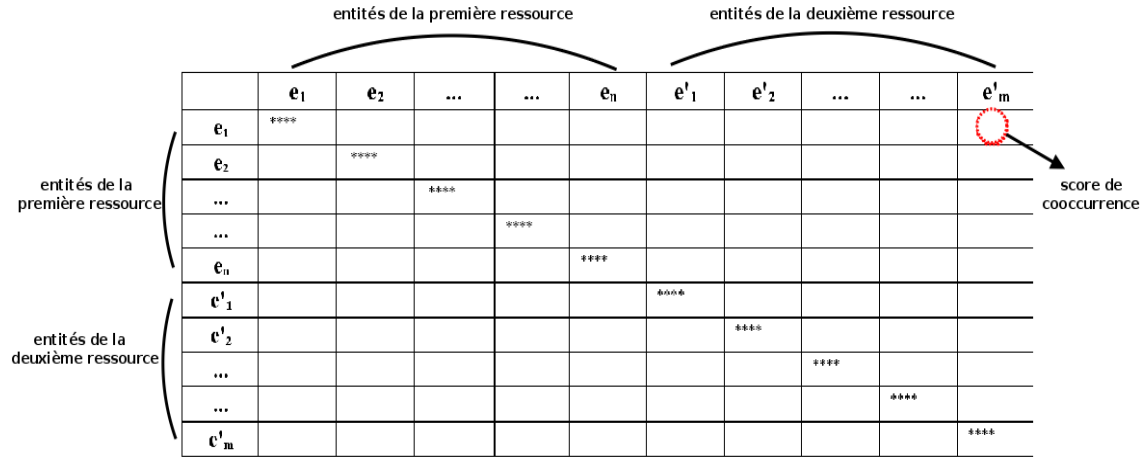 entités de la première ressource entités de la deuxième ressource
e₁ e₂ ... ... eₙ e'₁ e'₂ ... ... e'ₘ
e₁ ****
e₂ ****
... ****
... ****
eₙ ****
e'₁ ****
e'₂ ****
... ****
... ****
e'ₘ ****
entités de la
première ressource
entités de la
deuxième ressource
score de
cooccurrence